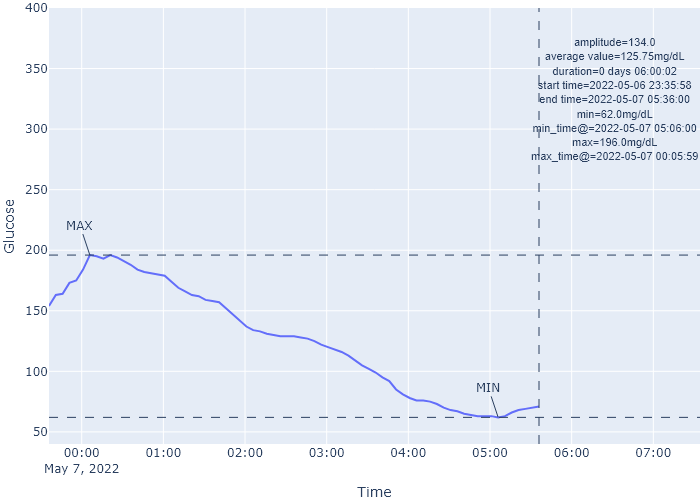 400
350
300
250
200
150
100
50
Glucose
amplitude=134.0
average value=125.75mg/dL
duration=0 days 06:00:02
start time=2022-05-06 23:35:58
end time=2022-05-07 05:36:00
min=62.0mg/dL
min_time@=2022-05-07 05:06:00
max=196.0mg/dL
max_time@=2022-05-07 00:05:59
MAX
MIN
00:00 01:00 02:00 03:00 04:00 05:00 06:00 07:00
May 7, 2022
Time